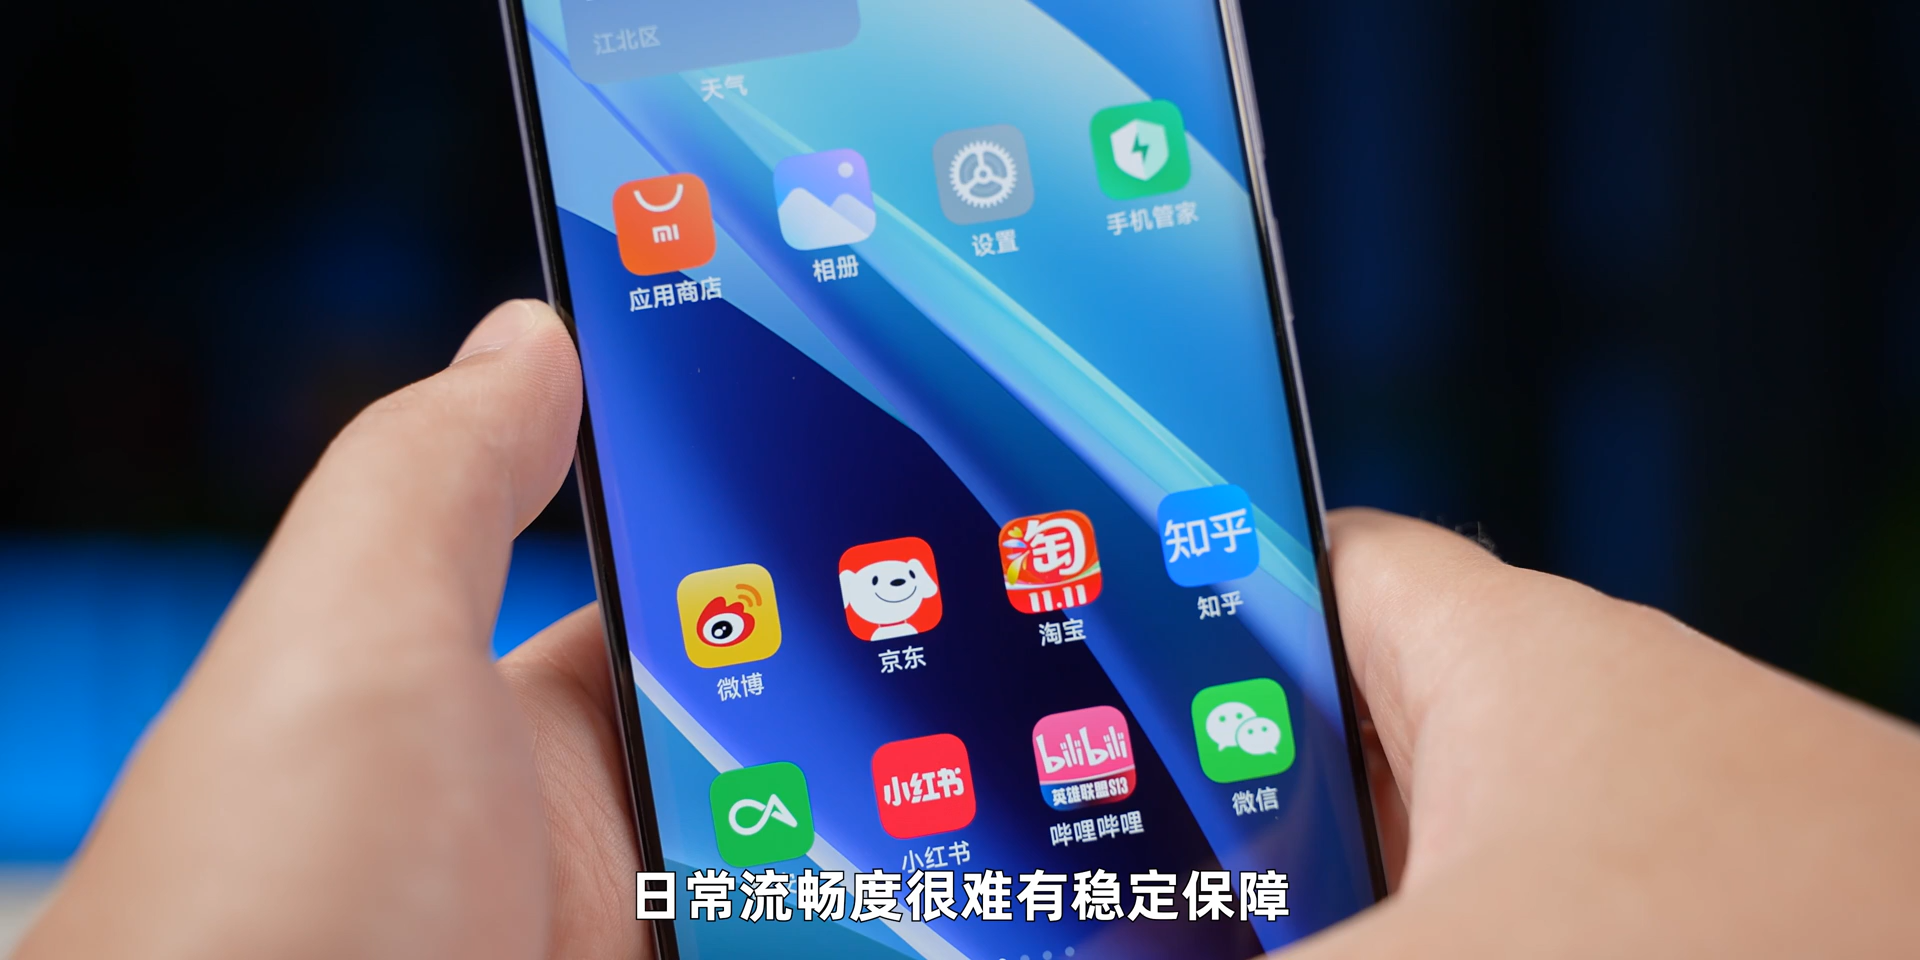 江北区
天气
mi
应用商店
相册
设置
手机管家
微博
京东
淘
11.11
淘宝
知乎
知乎
小红书
小红书
bilibili
英雄联盟S13
哔哩哔哩
微信
日常流畅度很难有稳定保障